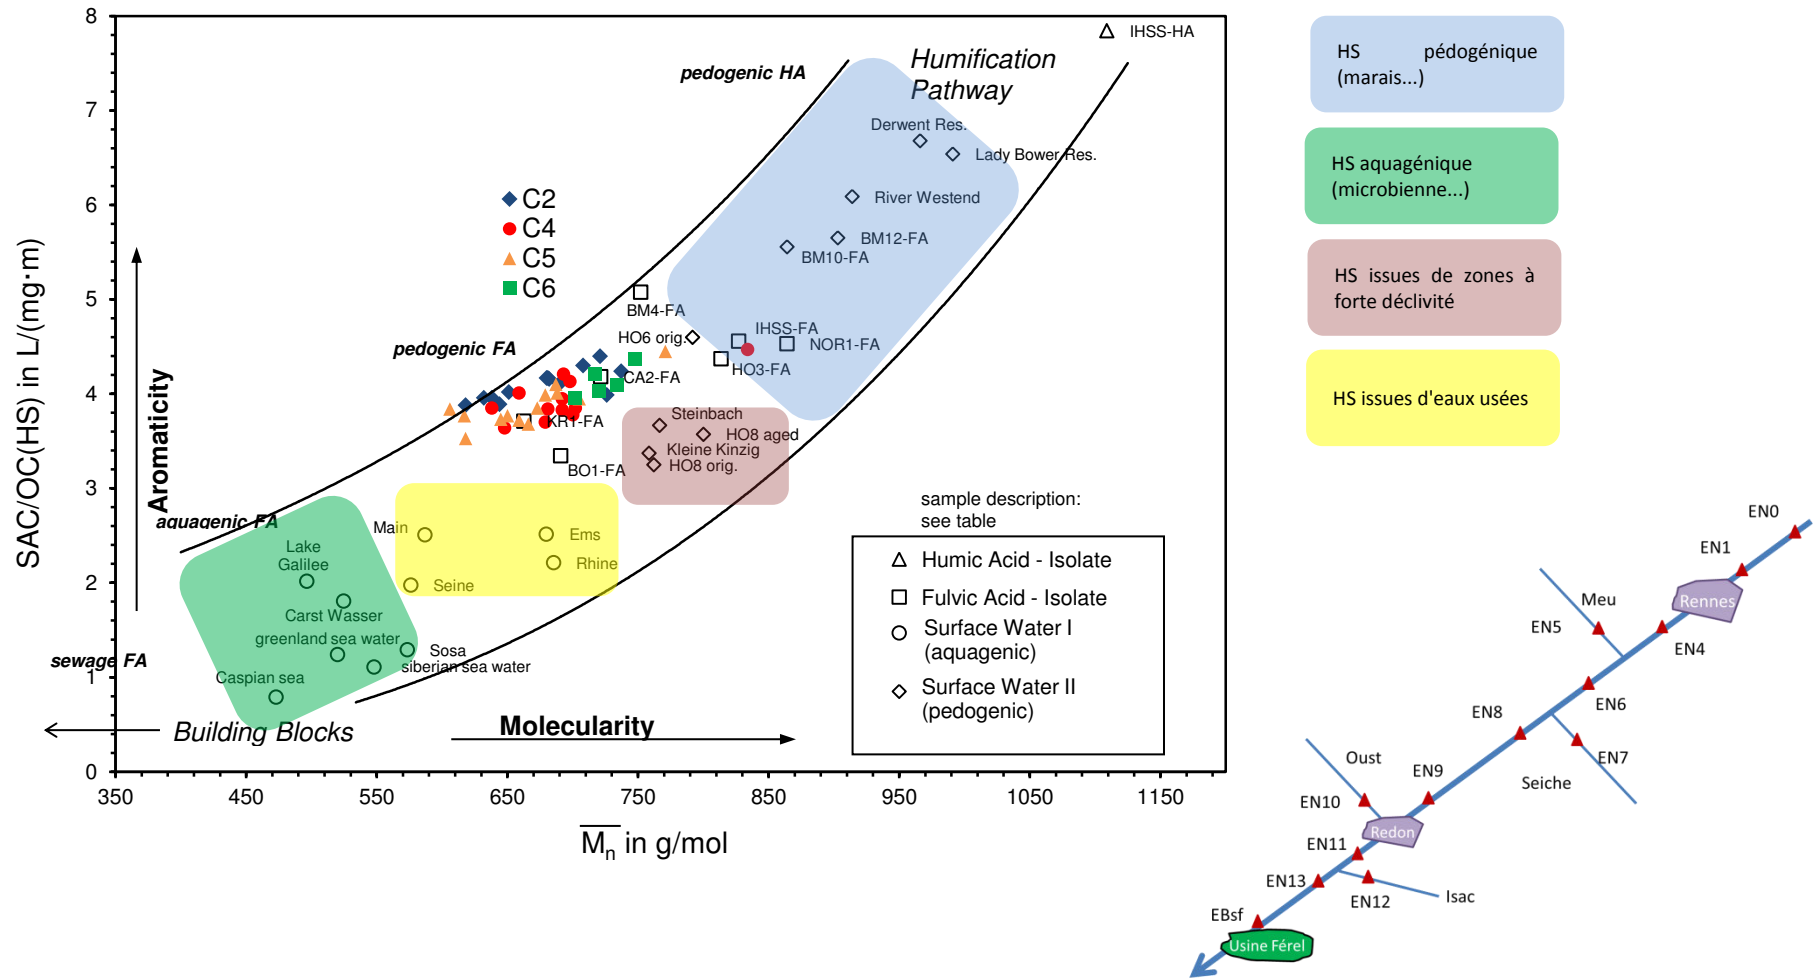 8
7
6
5
4
3
2
1
0
350
450
550
650
750
850
950
1050
1150
SAC/OC(HS) in L/(mg·m)
Mn in g/mol
Aromaticity
Molecularity
Building Blocks
Humification
Pathway
pedogenic HA
pedogenic FA
aquagenic FA
sewage FA
C2
C4
C5
C6
IHSS-HA
Derwent Res.
Lady Bower Res.
River Westend
BM12-FA
BM10-FA
BM4-FA
HO6 orig.
IHSS-FA
NOR1-FA
HO3-FA
CA2-FA
KR1-FA
BO1-FA
Steinbach
HO8 aged
Kleine Kinzig
HO8 orig.
Main
Ems
Rhine
Seine
Lake
Galilee
Carst Wasser
greenland sea water
Sosa
siberian sea water
Caspian sea
sample description:
see table
Humic Acid - Isolate
Fulvic Acid - Isolate
Surface Water I
(aquagenic)
Surface Water II
(pedogenic)
HS pédogénique
(marais...)
HS aquagénique
(microbienne...)
HS issues de zones à
forte déclivité
HS issues d'eaux usées
EN0
EN1
Rennes
Meu
EN5
EN4
EN6
EN8
EN7
Seiche
Oust
EN9
EN10
Redon
EN11
EN13
EN12
Isac
EBsf
Usine Férel